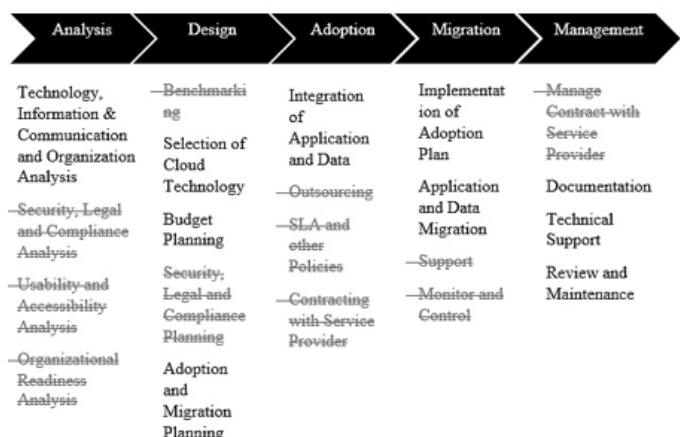 Analysis
Design
Adoption
Migration
Management
Technology,
Information &
Communication
and Organization
Analysis
Security, Legal
and Compliance
Analysis
Usability and
Accessibility
Analysis
Organizational
Readiness
Analysis
Benchmarki
ng
Selection of
Cloud
Technology
Budget
Planning
Security,
Legal and
Compliance
Planning
Adoption
and
Migration
Planning
Integration
of
Application
and Data
Outsourcing
SLA and
other
Policies
Contracting
with Service
Provider
Implementat
ion of
Adoption
Plan
Application
and Data
Migration
Support
Monitor and
Control
Manage
Contract with
Service
Provider
Documentation
Technical
Support
Review and
Maintenance